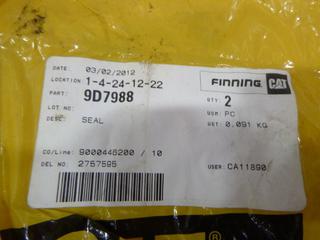 DATE: 03/02/2012
LOCATION: 1-4-24-12-22
FINNING CAT
PART: 9D7988
QTY: 2
LOT NO:
UOM: PC
DESC: SEAL
WGT: 0.091 KG
CO/Line: 9000446200 / 10
DEL NO: 2757595
USER: CA11890